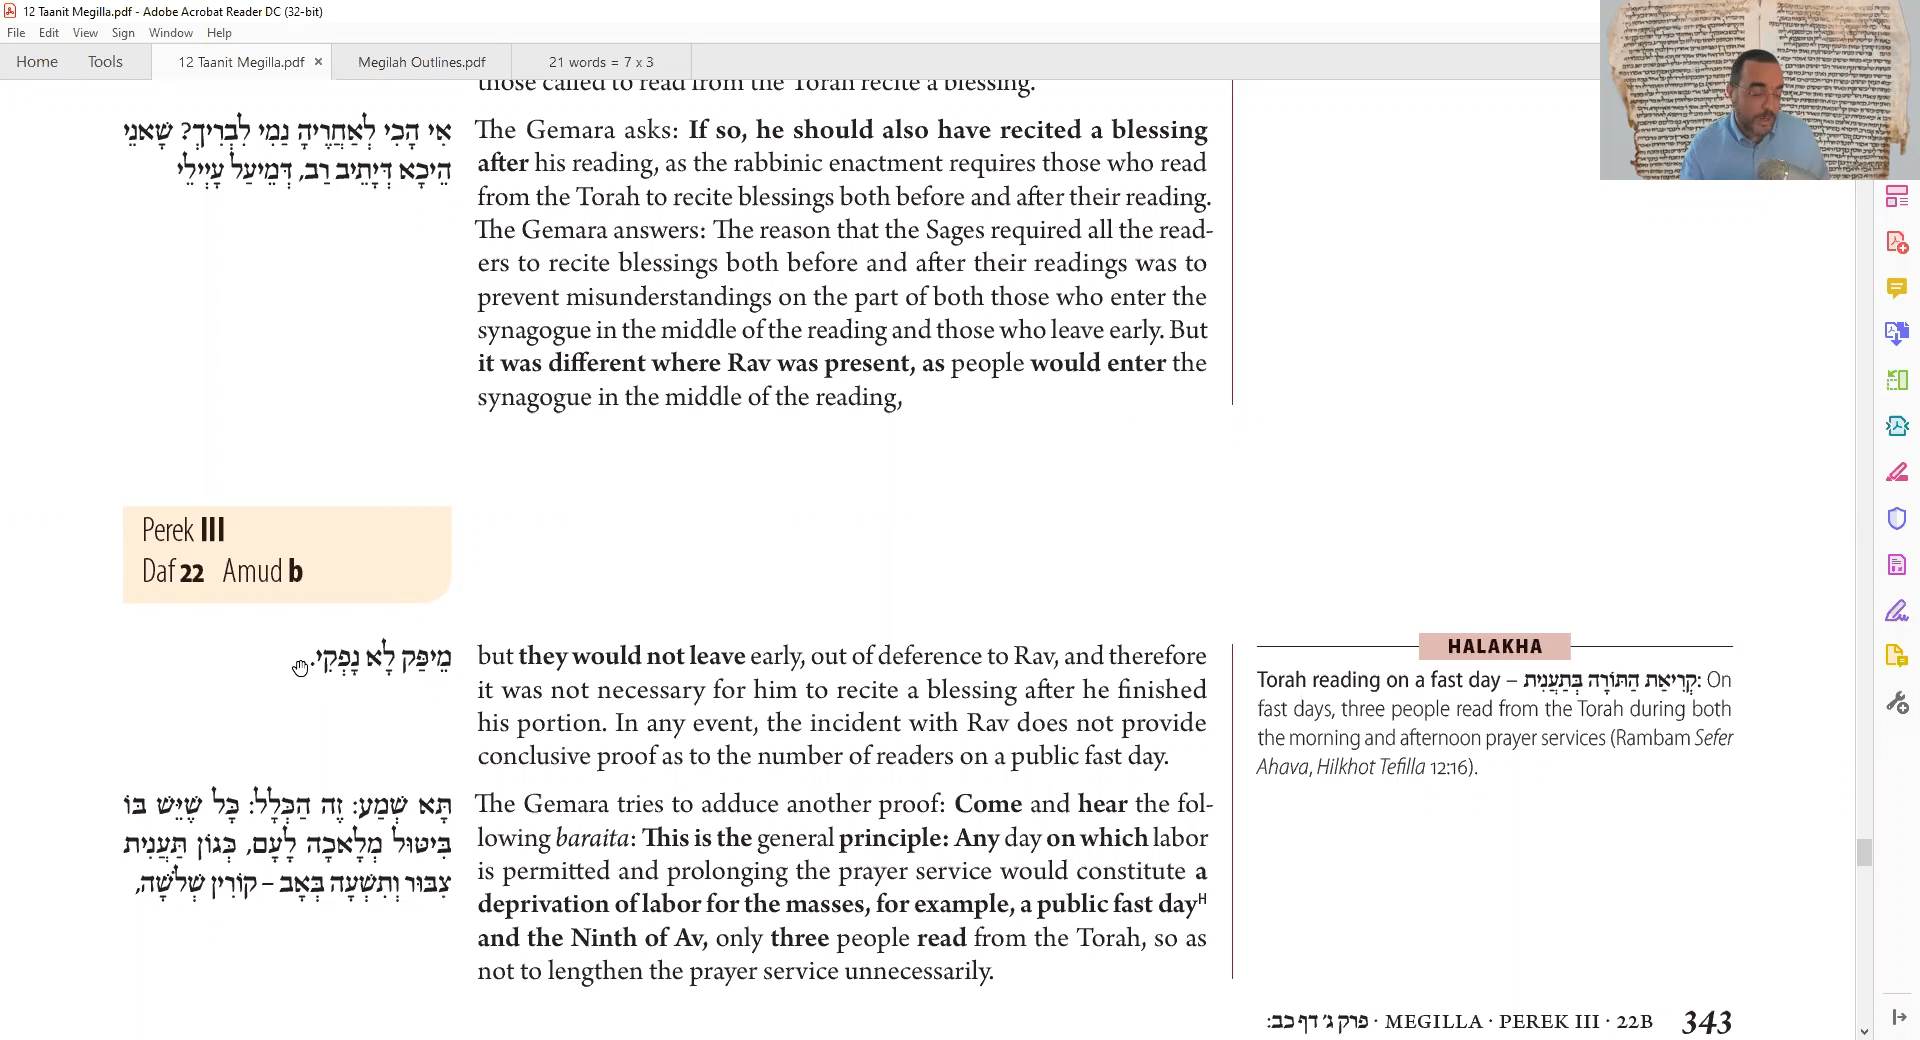 12 Taanit Megilla.pdf - Adobe Acrobat Reader DC (32-bit)
File Edit View Sign Window Help
Home Tools 12 Taanit Megilla.pdf × Megilah Outlines.pdf 21 words = 7 x 3
those called to read from the Torah recite a blessing.
אִי הָכִי לְאַחֲרֶיהָ נַמִי לִבְרִיךְ? שָׁאנֵי
הֵיכָא דְּיָתֵיב רַב, דְּמֵיעַל עָיְילֵי
The Gemara asks: If so, he should also have recited a blessing
after his reading, as the rabbinic enactment requires those who read
from the Torah to recite blessings both before and after their reading.
The Gemara answers: The reason that the Sages required all the read-
ers to recite blessings both before and after their readings was to
prevent misunderstandings on the part of both those who enter the
synagogue in the middle of the reading and those who leave early. But
it was different where Rav was present, as people would enter the
synagogue in the middle of the reading,
Perek III
Daf 22 Amud b
מֵיפַּק לָא נָפְקִי.
but they would not leave early, out of deference to Rav, and therefore
it was not necessary for him to recite a blessing after he finished
his portion. In any event, the incident with Rav does not provide
conclusive proof as to the number of readers on a public fast day.
תָּא שְׁמַע: זֶה הַכְּלָל: כָּל שֶׁיֵּשׁ בּוֹ
בִּיטּוּל מְלָאכָה לָעָם, כְּגוֹן תַּעֲנִית
צִבּוּר וְתִשְׁעָה בְּאָב – קוֹרִין שְׁלֹשָׁה,
The Gemara tries to adduce another proof: Come and hear the fol-
lowing baraita: This is the general principle: Any day on which labor
is permitted and prolonging the prayer service would constitute a
deprivation of labor for the masses, for example, a public fast dayᴴ
and the Ninth of Av, only three people read from the Torah, so as
not to lengthen the prayer service unnecessarily.
HALAKHA
Torah reading on a fast day – קְרִיאַת הַתּוֹרָה בְּתַעֲנִית: On
fast days, three people read from the Torah during both
the morning and afternoon prayer services (Rambam Sefer
Ahava, Hilkhot Tefilla 12:16).
פרק ג׳ דף כב: · MEGILLA · PEREK III · 22B 343